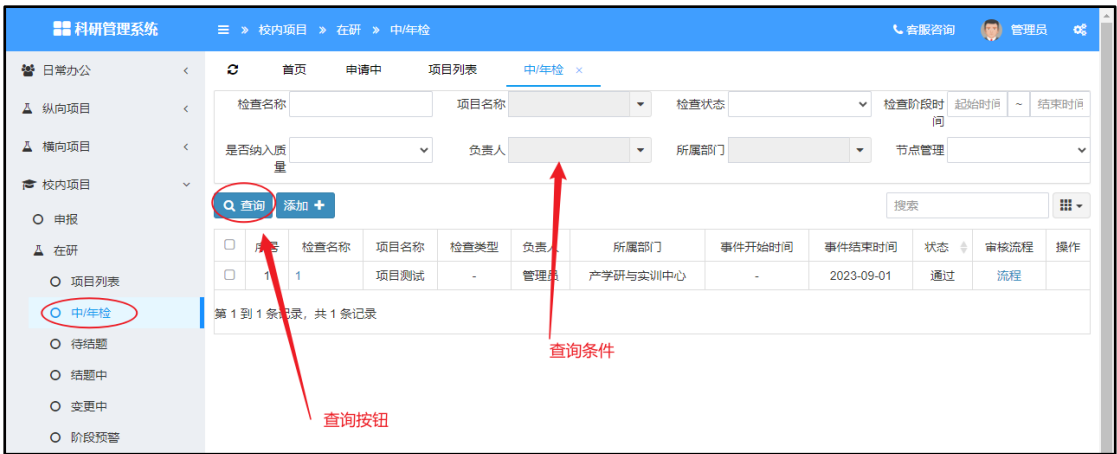 科研管理系统
校内项目 » 在研 » 中/年检
客服咨询
管理员
日常办公
纵向项目
横向项目
校内项目
申报
在研
项目列表
中/年检
待结题
结题中
变更中
阶段预警
首页 申请中 项目列表 中/年检 ×
检查名称 项目名称 检查状态 检查阶段时间 起始时间 ~ 结束时间
是否纳入质量 负责人 所属部门 节点管理
查询 添加 +
搜索
序号 检查名称 项目名称 检查类型 负责人 所属部门 事件开始时间 事件结束时间 状态 审核流程 操作
1 1 项目测试 - 管理员 产学研与实训中心 - 2023-09-01 通过 流程
第 1 到 1 条记录，共 1 条记录
查询条件
查询按钮